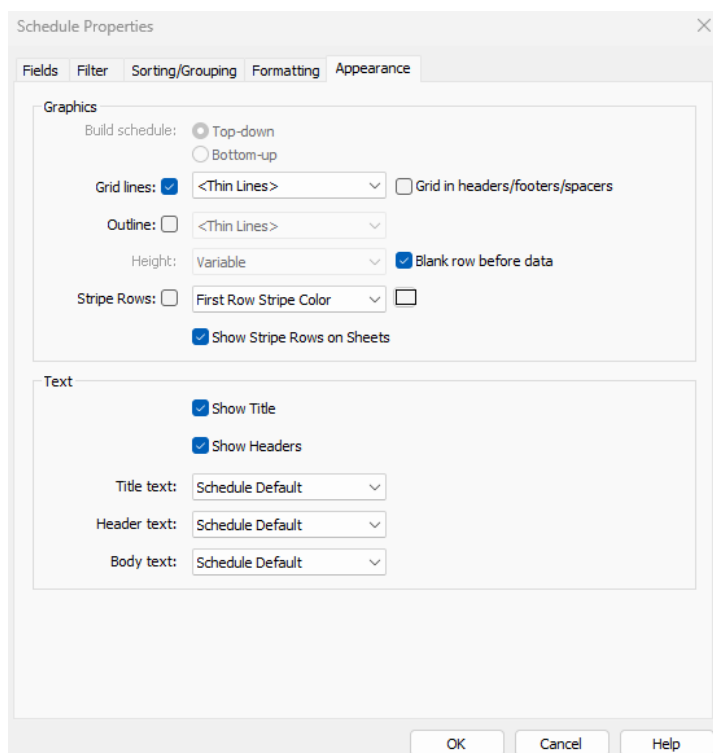 Schedule Properties
Fields Filter Sorting/Grouping Formatting Appearance
Graphics
Build schedule: Top-down
Bottom-up
Grid lines: <Thin Lines> Grid in headers/footers/spacers
Outline: <Thin Lines>
Height: Variable Blank row before data
Stripe Rows: First Row Stripe Color
Show Stripe Rows on Sheets
Text
Show Title
Show Headers
Title text: Schedule Default
Header text: Schedule Default
Body text: Schedule Default
OK Cancel Help